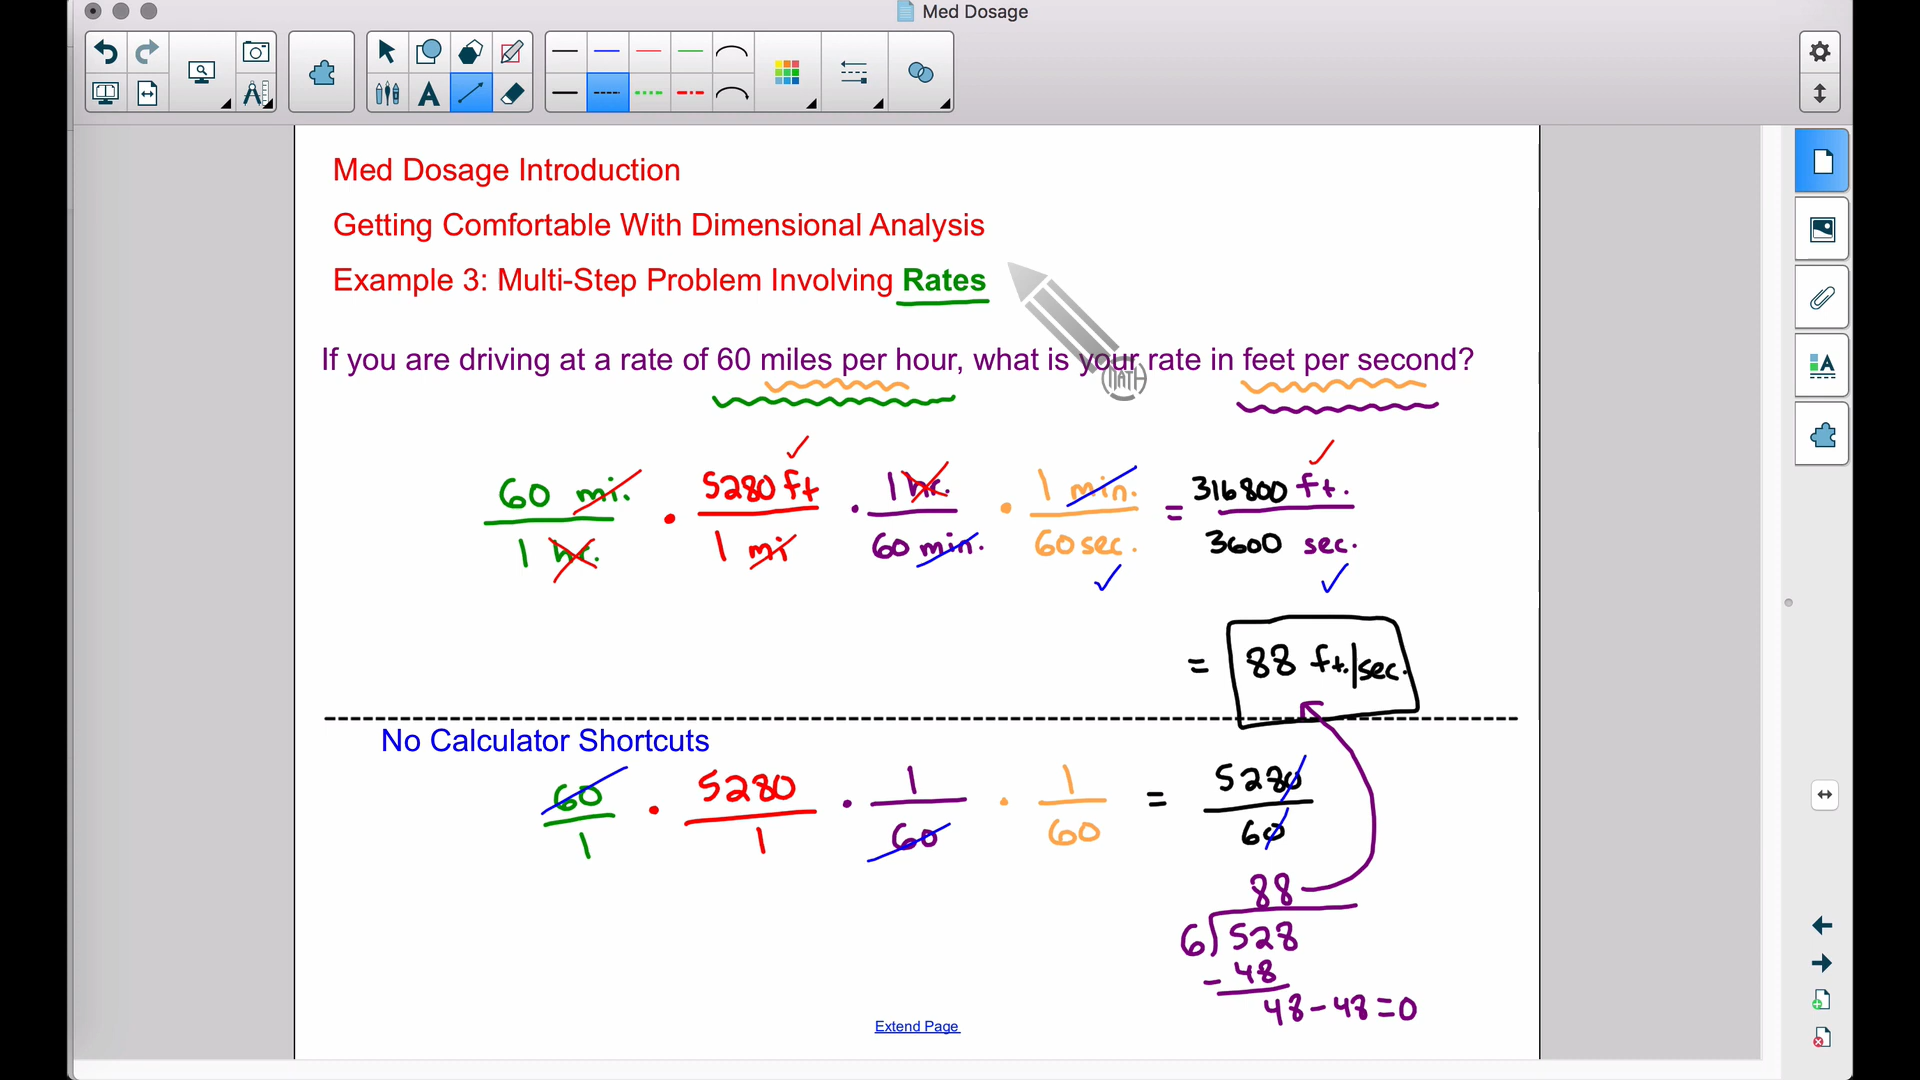 Med Dosage
Med Dosage Introduction
Getting Comfortable With Dimensional Analysis
Example 3: Multi-Step Problem Involving Rates
If you are driving at a rate of 60 miles per hour, what is your rate in feet per second?
MATH
60 mi. · 5280 ft · 1 hr. · 1 min. = 316800 ft.
1 hr. 1 mi 60 min. 60 sec. 3600 sec.
= 88 ft./sec.
No Calculator Shortcuts
60 · 5280 · 1 · 1 = 5280
1 1 60 60 60
88
6 528
- 48
48 - 48 = 0
Extend Page